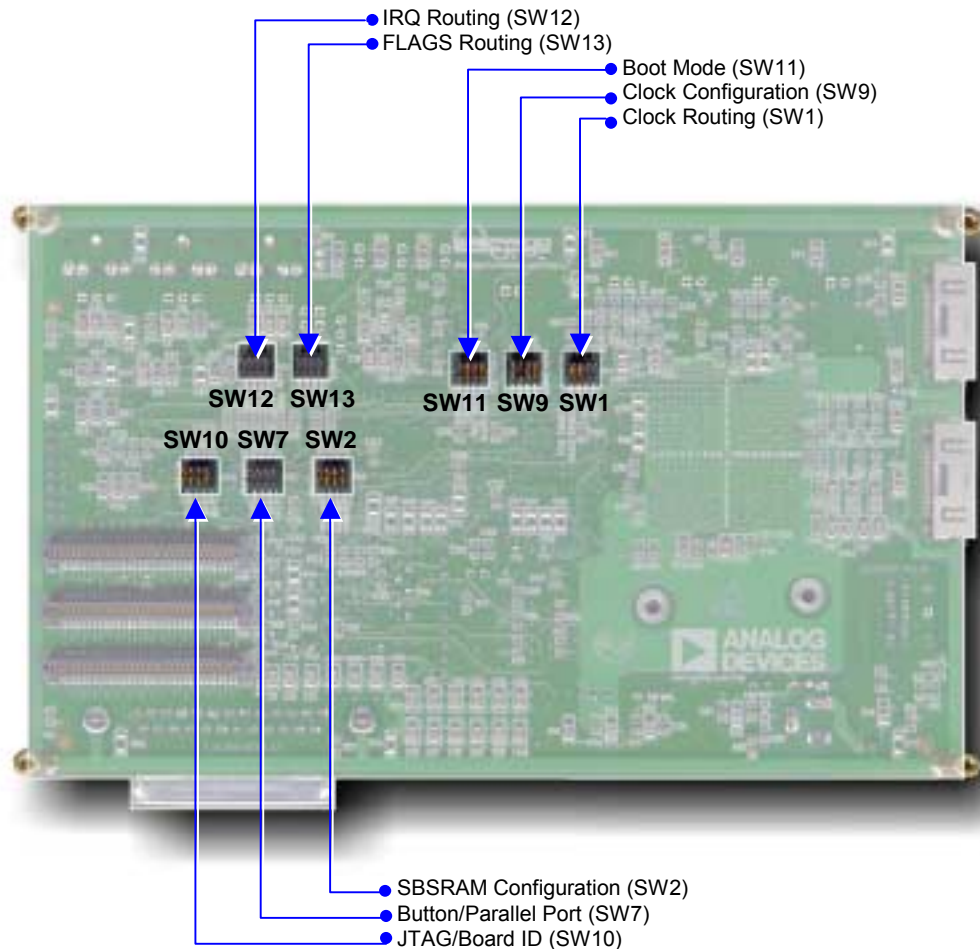 IRQ Routing (SW12)
FLAGS Routing (SW13)
Boot Mode (SW11)
Clock Configuration (SW9)
Clock Routing (SW1)
SW12 SW13
SW11 SW9 SW1
SW10 SW7 SW2
ANALOG
DEVICES
SBSRAM Configuration (SW2)
Button/Parallel Port (SW7)
JTAG/Board ID (SW10)